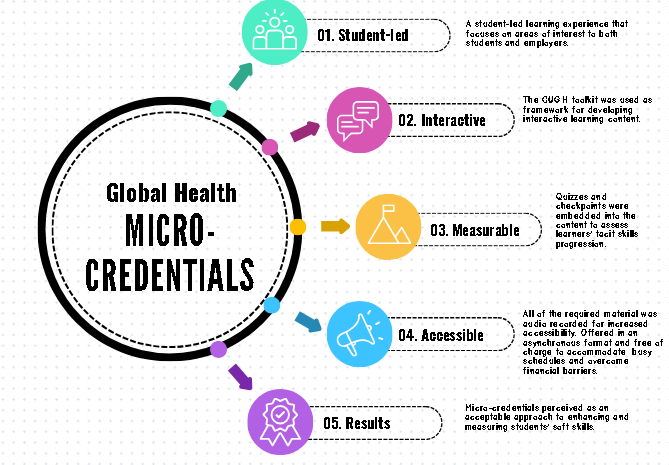 01. Student-led
A student-led learning experience that
focuses on areas of interest to both
students and employers.
02. Interactive
The CUGH toolkit was used as
framework for developing
interactive learning content.
Global Health
MICRO-
CREDENTIALS
03. Measurable
Quizzes and
checkpoints were
embedded into the
content to assess
learners' tacit skills
progression.
04. Accessible
All of the required material was
audio recorded for increased
accessibility. Offered in an
asynchronous format and free of
charge to accommodate busy
schedules and overcome
financial barriers.
05. Results
Micro-credentials perceived as an
acceptable approach to enhancing and
measuring students' soft skills.